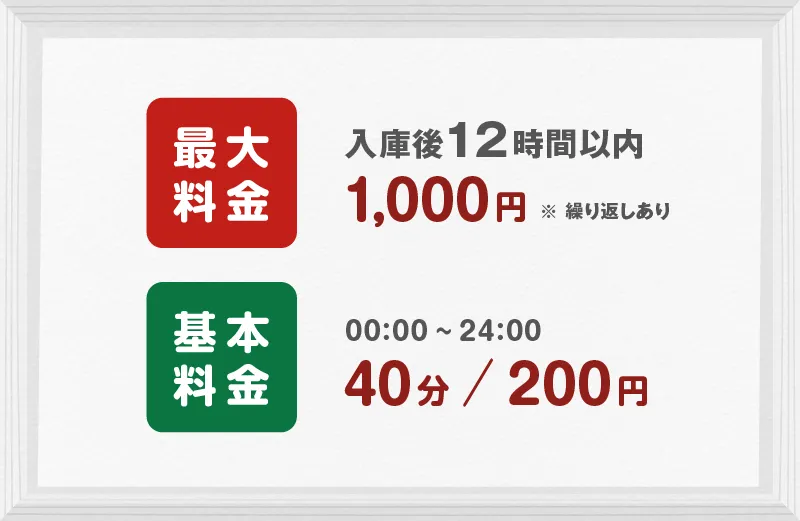 最大
料金
入庫後12時間以内
1,000円 ※ 繰り返しあり
基本
料金
00:00 ~ 24:00
40分 / 200円